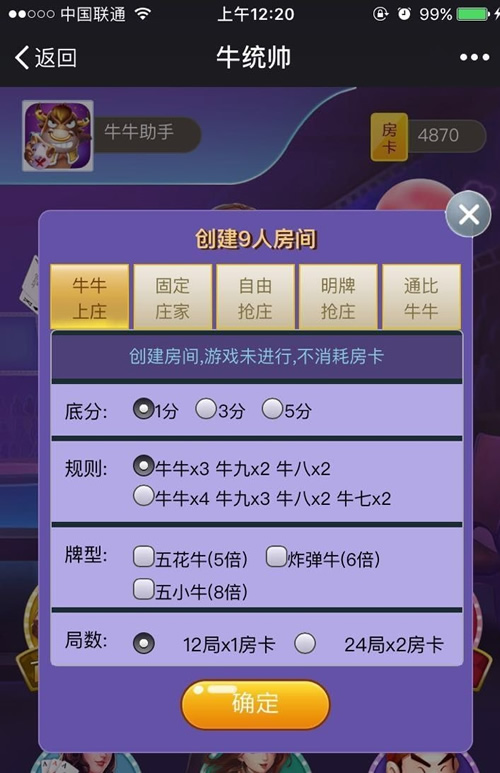 中国联通 上午12:20 99%
返回 牛统帅
牛牛助手 房卡 4870
创建9人房间
牛牛上庄 固定庄家 自由抢庄 明牌抢庄 通比牛牛
创建房间,游戏未进行,不消耗房卡
底分: 1分 3分 5分
规则: 牛牛x3 牛九x2 牛八x2
牛牛x4 牛九x3 牛八x2 牛七x2
牌型: 五花牛(5倍) 炸弹牛(6倍)
五小牛(8倍)
局数: 12局x1房卡 24局x2房卡
确定